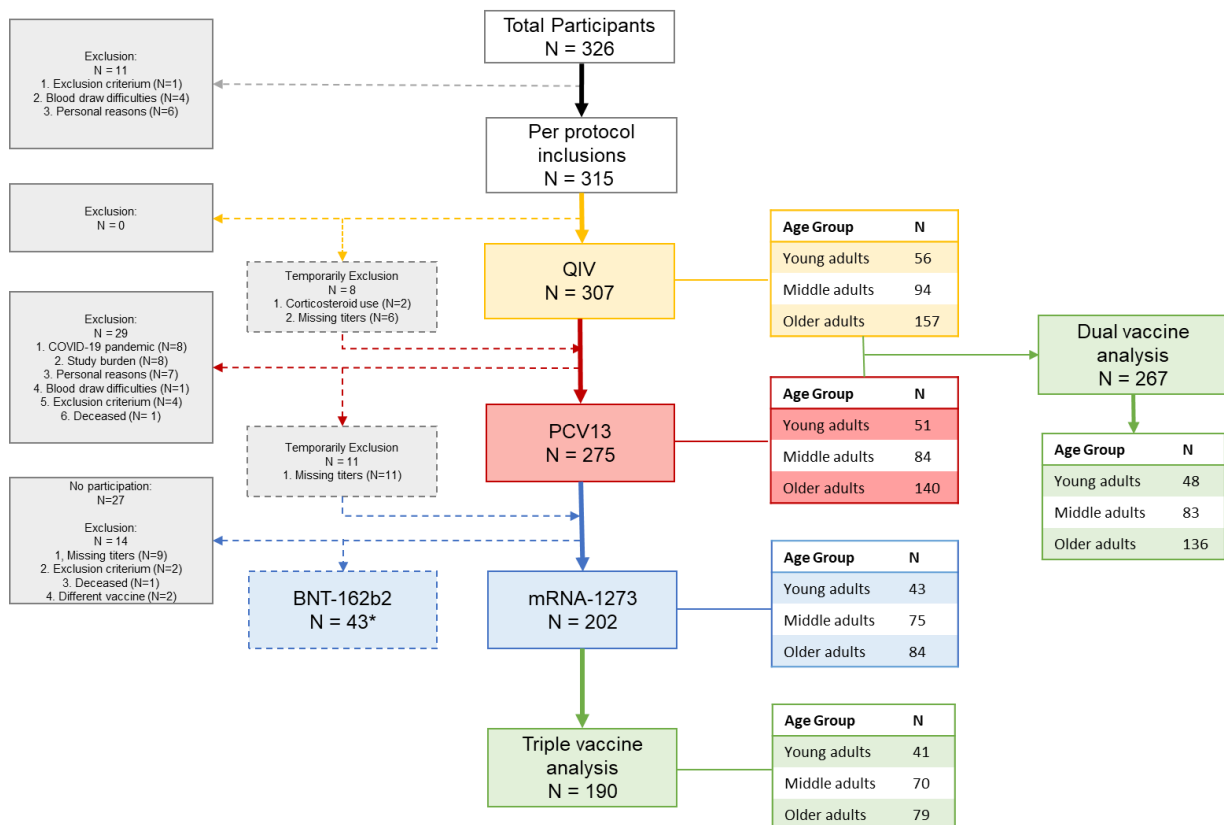 Total Participants
N = 326
Exclusion:
N = 11
1. Exclusion criterium (N=1)
2. Blood draw difficulties (N=4)
3. Personal reasons (N=6)
Per protocol
inclusions
N = 315
Exclusion:
N = 0
QIV
N = 307
Age Group N
Young adults 56
Middle adults 94
Older adults 157
Temporarily Exclusion
N = 8
1. Corticosteroid use (N=2)
2. Missing titers (N=6)
Exclusion:
N = 29
1. COVID-19 pandemic (N=8)
2. Study burden (N=8)
3. Personal reasons (N=7)
4. Blood draw difficulties (N=1)
5. Exclusion criterium (N=4)
6. Deceased (N= 1)
Dual vaccine
analysis
N = 267
Age Group N
Young adults 48
Middle adults 83
Older adults 136
PCV13
N = 275
Age Group N
Young adults 51
Middle adults 84
Older adults 140
Temporarily Exclusion
N = 11
1. Missing titers (N=11)
No participation:
N=27
Exclusion:
N = 14
1, Missing titers (N=9)
2. Exclusion criterium (N=2)
3. Deceased (N=1)
4. Different vaccine (N=2)
BNT-162b2
N = 43*
mRNA-1273
N = 202
Age Group N
Young adults 43
Middle adults 75
Older adults 84
Triple vaccine
analysis
N = 190
Age Group N
Young adults 41
Middle adults 70
Older adults 79